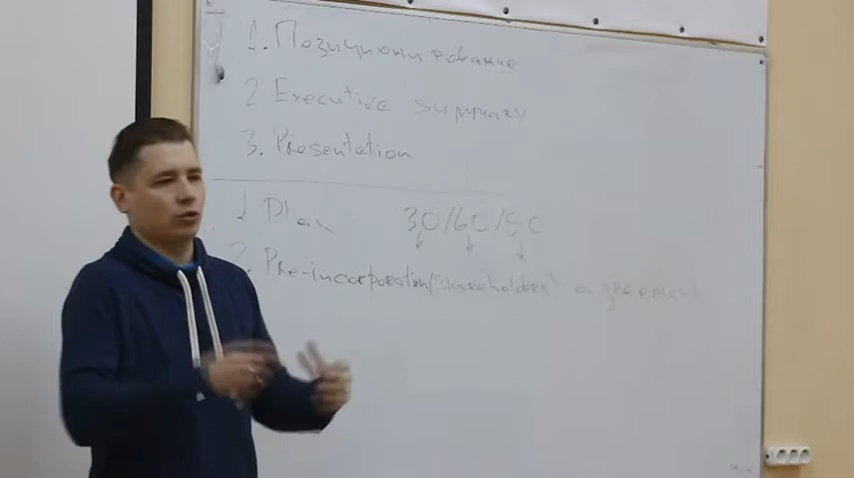 1. Позиционирование
2 Executive summary
3. Presentation
1 Plan 30/60/90
2. Pre-incorporation/"shareholders" agreement